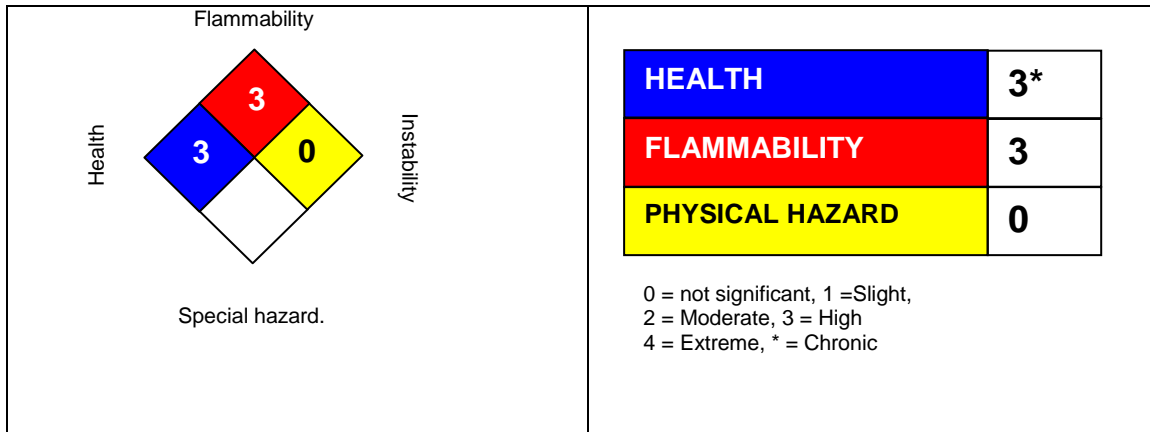 Flammability
3
Health
3
0
Instability
Special hazard.
HEALTH 3*
FLAMMABILITY 3
PHYSICAL HAZARD 0
0 = not significant, 1 =Slight,
2 = Moderate, 3 = High
4 = Extreme, * = Chronic